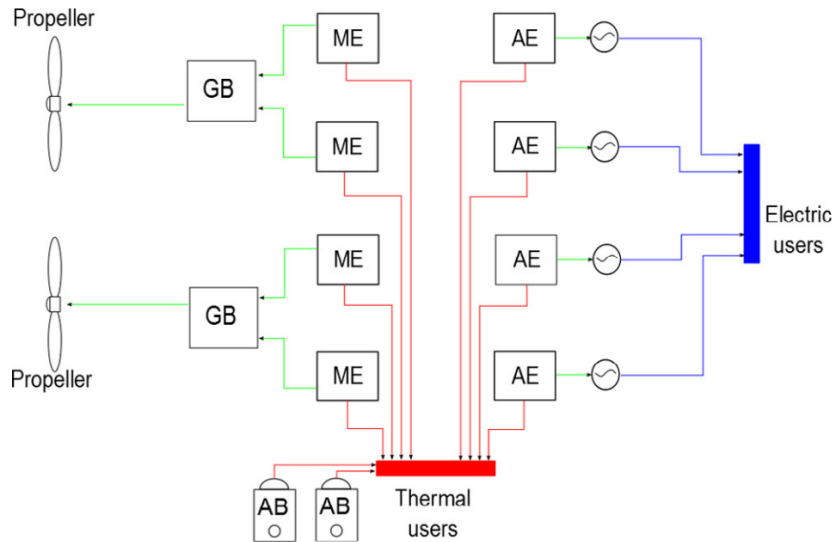 Propeller
ME
AE
GB
ME
AE
Electric
users
ME
AE
GB
Propeller
ME
AE
AB
AB
Thermal
users